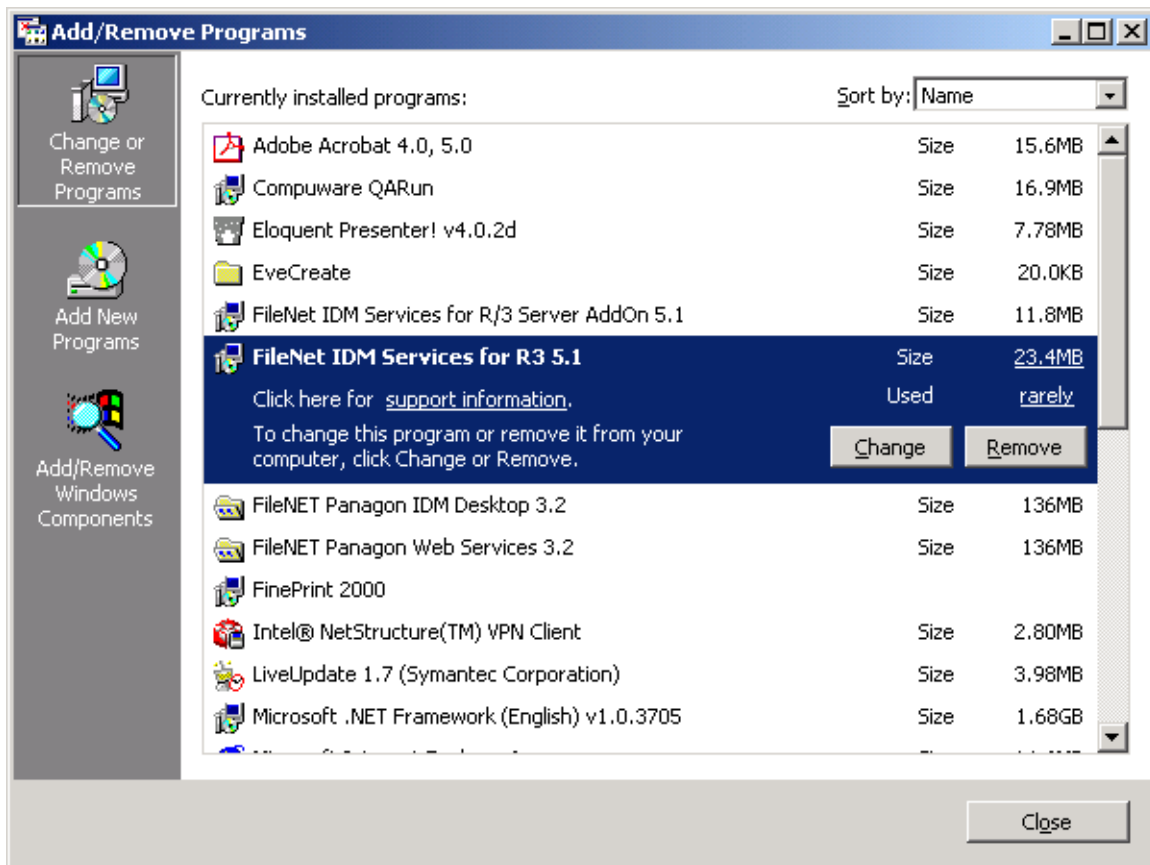 Add/Remove Programs
Change or
Remove
Programs
Add New
Programs
Add/Remove
Windows
Components
Currently installed programs:
Sort by: Name
Adobe Acrobat 4.0, 5.0 Size 15.6MB
Compuware QARun Size 16.9MB
Eloquent Presenter! v4.0.2d Size 7.78MB
EveCreate Size 20.0KB
FileNet IDM Services for R/3 Server AddOn 5.1 Size 11.8MB
FileNet IDM Services for R3 5.1 Size 23.4MB
Click here for support information. Used rarely
To change this program or remove it from your
computer, click Change or Remove.
Change Remove
FileNET Panagon IDM Desktop 3.2 Size 136MB
FileNET Panagon Web Services 3.2 Size 136MB
FinePrint 2000
Intel® NetStructure(TM) VPN Client Size 2.80MB
LiveUpdate 1.7 (Symantec Corporation) Size 3.98MB
Microsoft .NET Framework (English) v1.0.3705 Size 1.68GB
Close